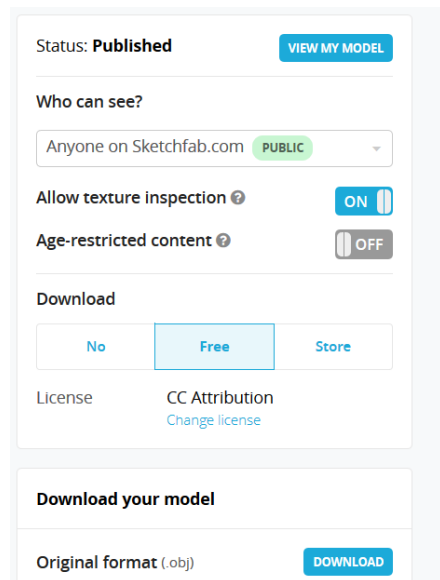 Status: Published
VIEW MY MODEL
Who can see?
Anyone on Sketchfab.com PUBLIC
Allow texture inspection ?
ON
Age-restricted content ?
OFF
Download
No Free Store
License CC Attribution
Change license
Download your model
Original format (.obj) DOWNLOAD